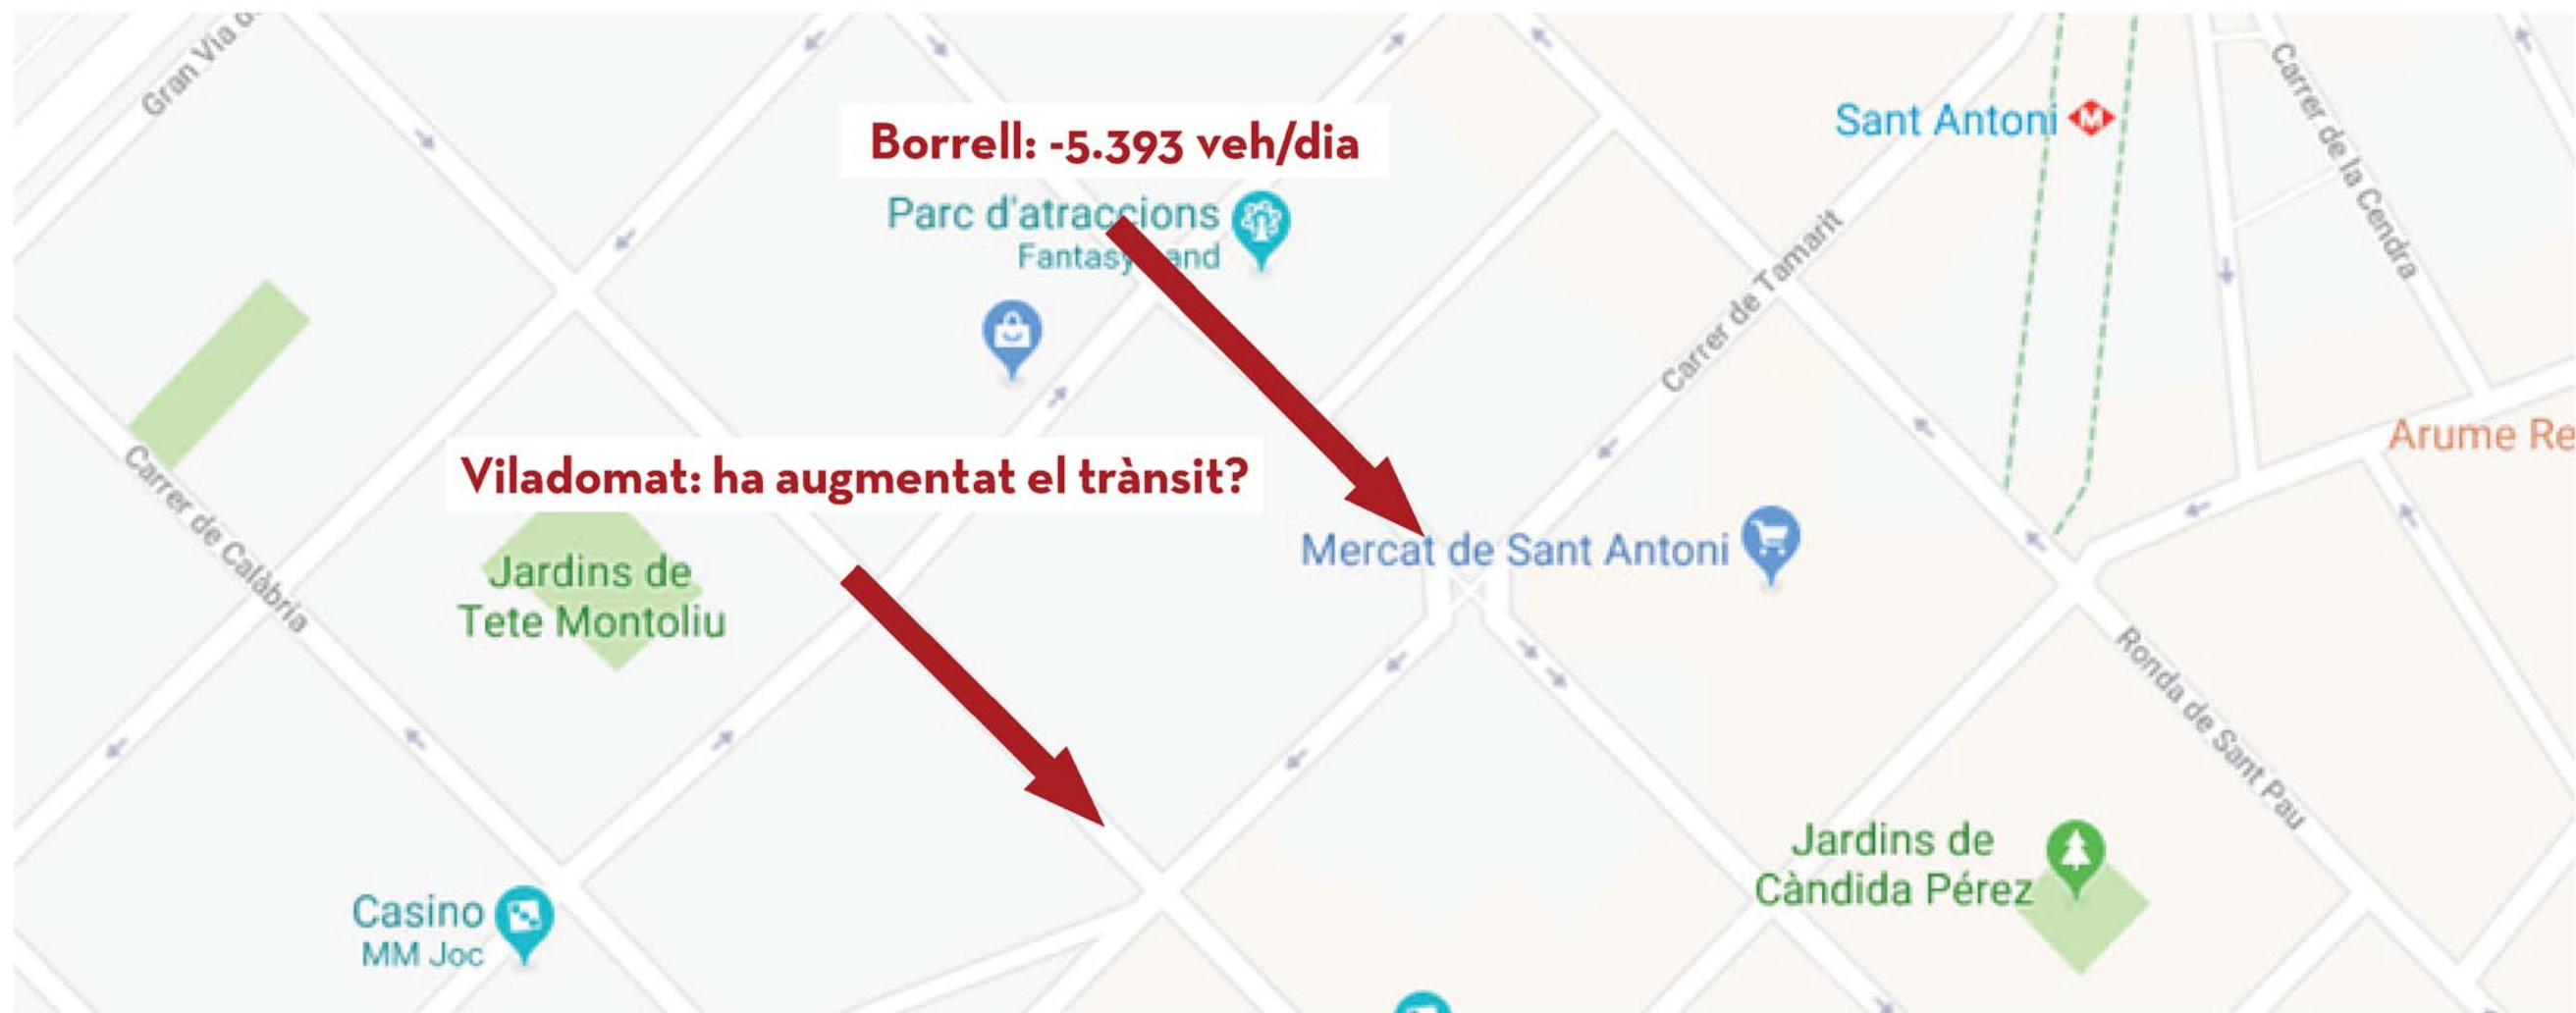 Gran Via
Borrell: -5.393 veh/dia
Parc d'atraccions
Sant Antoni
M
Carrer de la Cendra
Carrer de Tamarit
Viladomat: ha augmentat el trànsit?
Carrer de Calàbria
Arume Re
Mercat de Sant Antoni
Jardins de
Tete Montoliu
Ronda de Sant Pau
Jardins de
Càndida Pérez
Casino
MM Joc